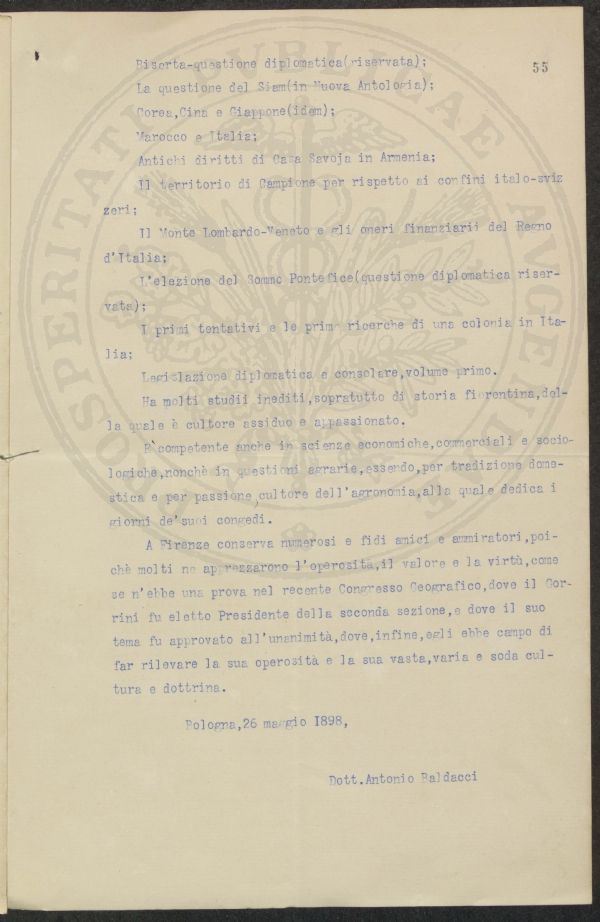 55
Biserta-questione diplomatica(riservata);
La questione del Siam(in Nuova Antologia);
Corea,Cina e Giappone(idem);
Marocco e Italia;
Antichi diritti di Casa Savoja in Armenia;
Il territorio di Campione per rispetto ai confini italo-sviz
zeri;
Il Monte Lombardo-Veneto e gli oneri finanziarii del Regno
d'Italia;
L'elezione del Sommo Pontefice(questione diplomatica riser-
vata);
I primi tentativi e le prime ricerche di una colonia in Ita-
lia;
Legislazione diplomatica e consolare,volume primo.
Ha molti studii inediti,sopratutto di storia fiorentina,del-
la quale è cultore assiduo e appassionato.
E`competente anche in scienze economiche,commerciali e socio-
logiche,nonchè in questioni agrarie,essendo,per tradizione dome-
stica e per passione,cultore dell'agronomia,alla quale dedica i
giorni de'suoi congedi.
A Firenze conserva numerosi e fidi amici e ammiratori,poi-
chè molti ne apprezzarono l'operosità,il valore e la virtù,come
se n'ebbe una prova nel recente Congresso Geografico,dove il Cor-
rini fu eletto Presidente della seconda sezione,e dove il suo
tema fu approvato all'unanimità,dove,infine,egli ebbe campo di
far rilevare la sua operosità e la sua vasta,varia e soda cul-
tura e dottrina.
Bologna,26 maggio I898,
Dott.Antonio Baldacci
PROSPERITATI PVBLICAE AVGENDAE